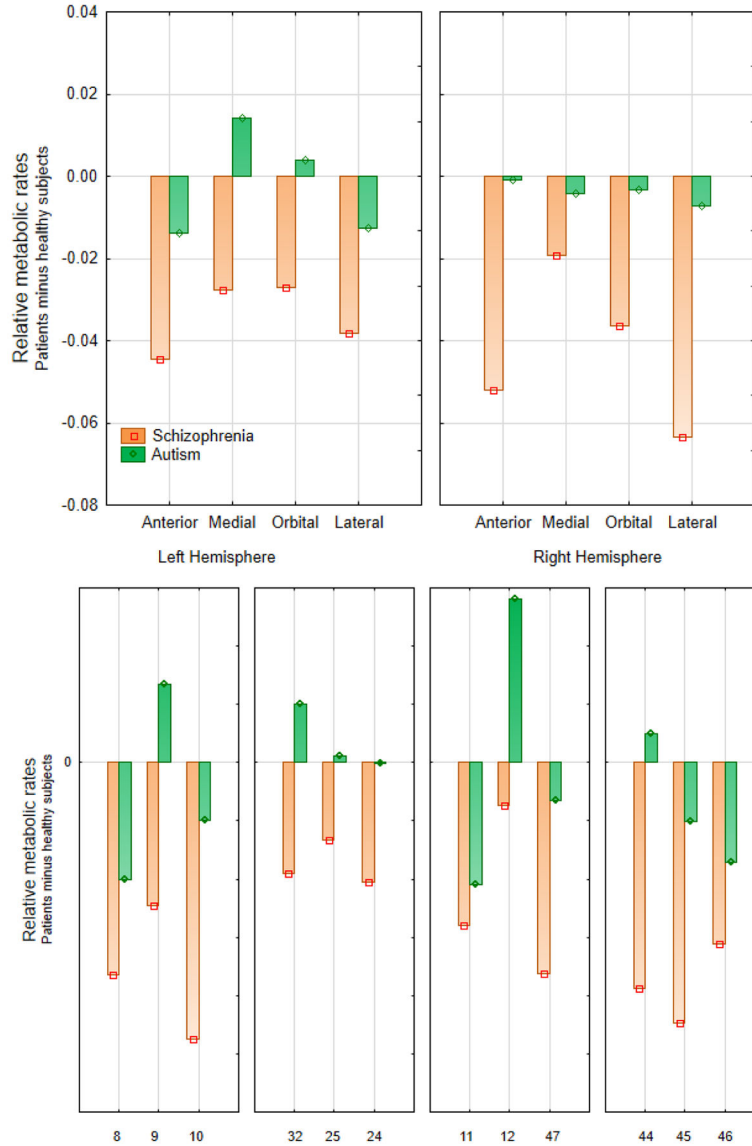 0.04
0.02
0.00
-0.02
-0.04
-0.06
-0.08
Relative metabolic rates
Patients minus healthy subjects
Schizophrenia
Autism
Anterior Medial Orbital Lateral
Anterior Medial Orbital Lateral
Left Hemisphere
Right Hemisphere
0
Relative metabolic rates
Patients minus healthy subjects
8 9 10
32 25 24
11 12 47
44 45 46